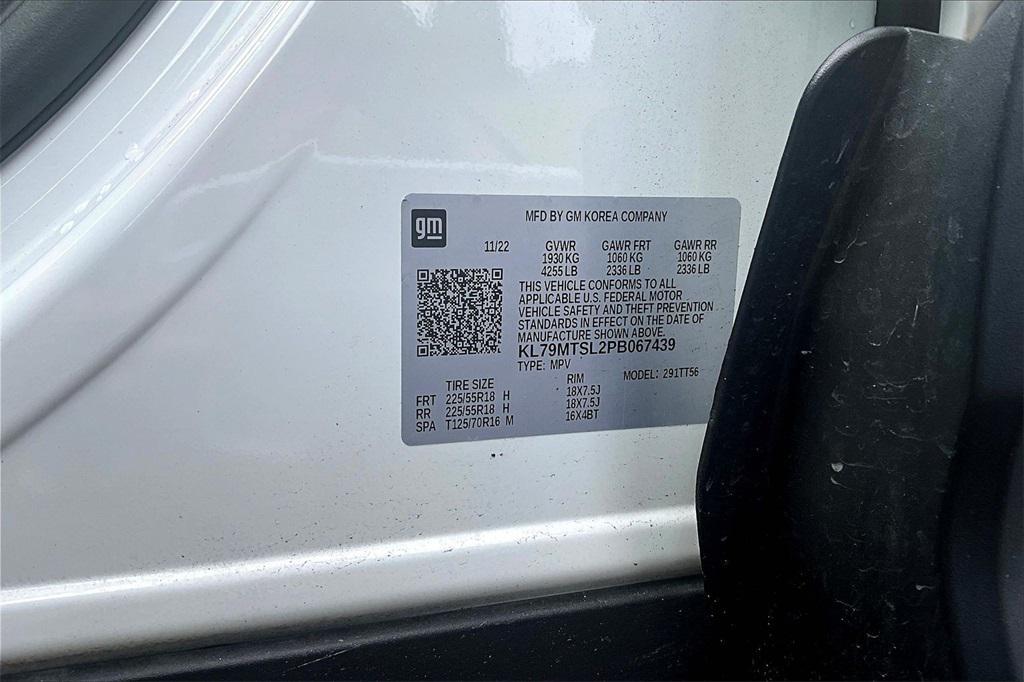 gm
MFD BY GM KOREA COMPANY
11/22 GVWR GAWR FRT GAWR RR
1930 KG 1060 KG 1060 KG
4255 LB 2336 LB 2336 LB
THIS VEHICLE CONFORMS TO ALL
APPLICABLE U.S. FEDERAL MOTOR
VEHICLE SAFETY AND THEFT PREVENTION
STANDARDS IN EFFECT ON THE DATE OF
MANUFACTURE SHOWN ABOVE.
KL79MTSL2PB067439
TYPE: MPV MODEL: 291TT56
TIRE SIZE RIM
FRT 225/55R18 H 18X7.5J
RR 225/55R18 H 18X7.5J
SPA T125/70R16 M 16X4BT